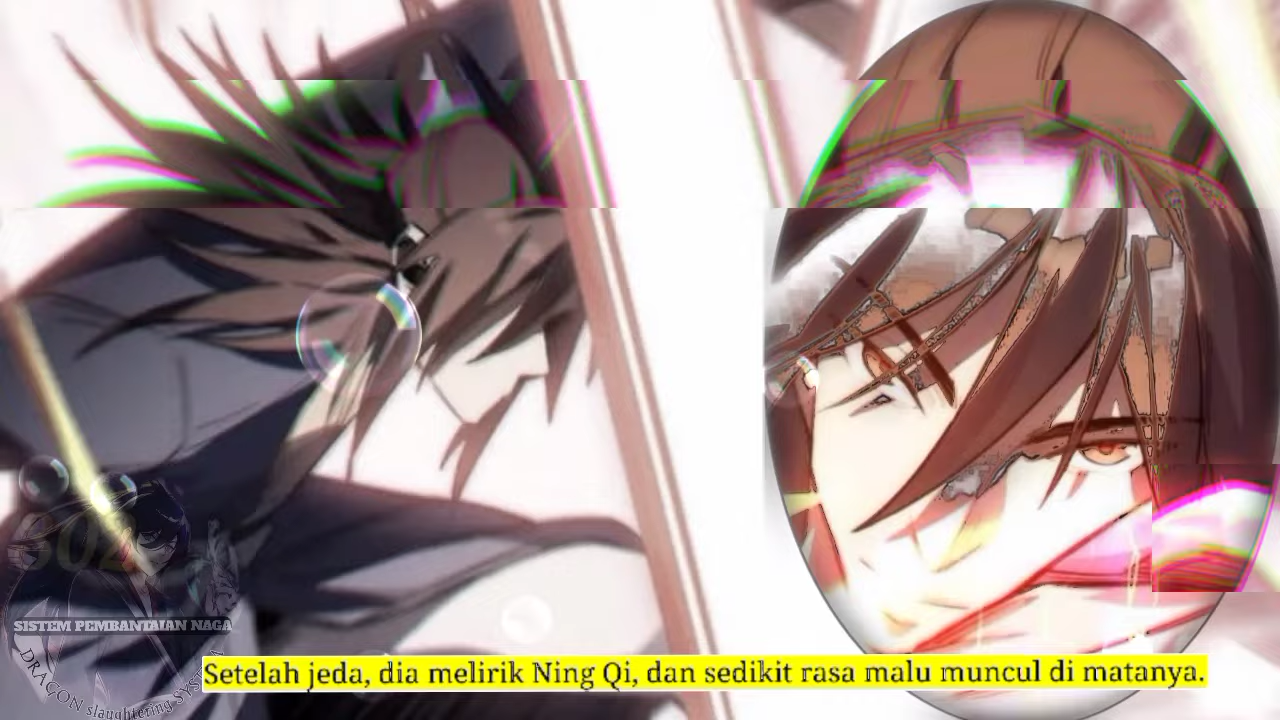 802
SISTEM PEMBANTAIAN NAGA
DRAGON slaughtering SYSTEM
Setelah jeda, dia melirik Ning Qi, dan sedikit rasa malu muncul di matanya.